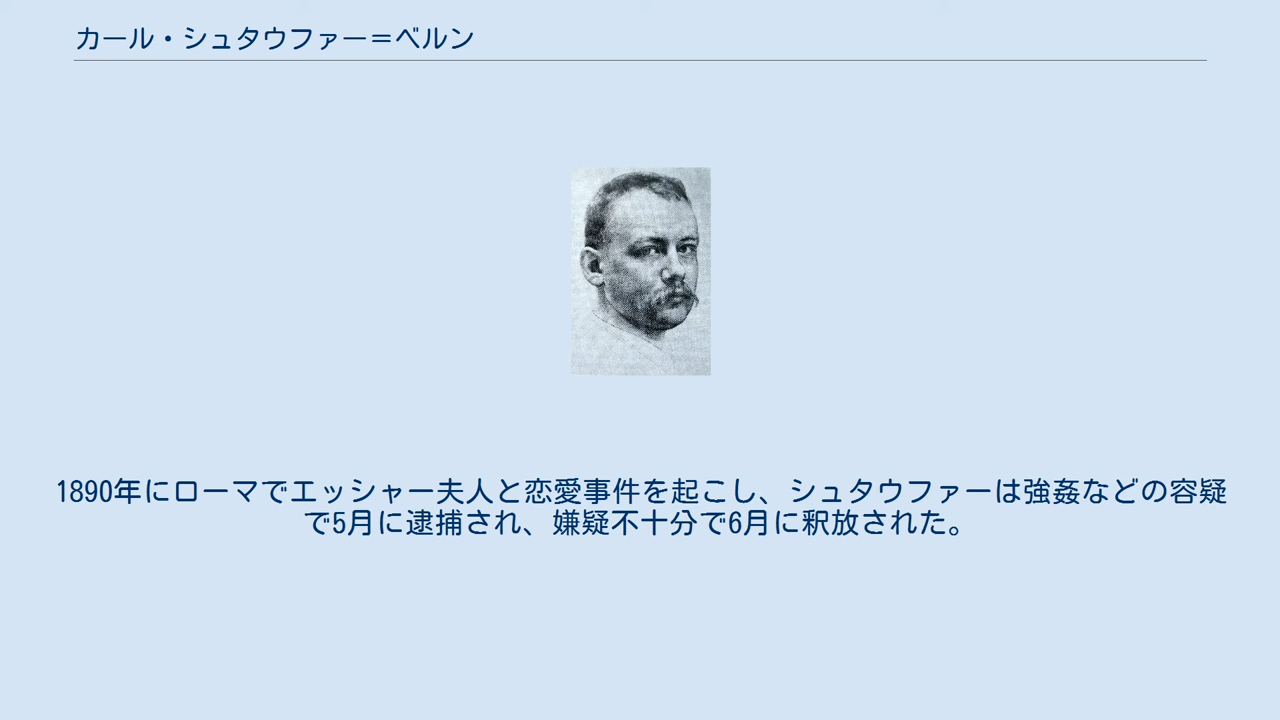 カール・シュタウファー＝ベルン
1890年にローマでエッシャー夫人と恋愛事件を起こし、シュタウファーは強姦などの容疑
で5月に逮捕され、嫌疑不十分で6月に釈放された。